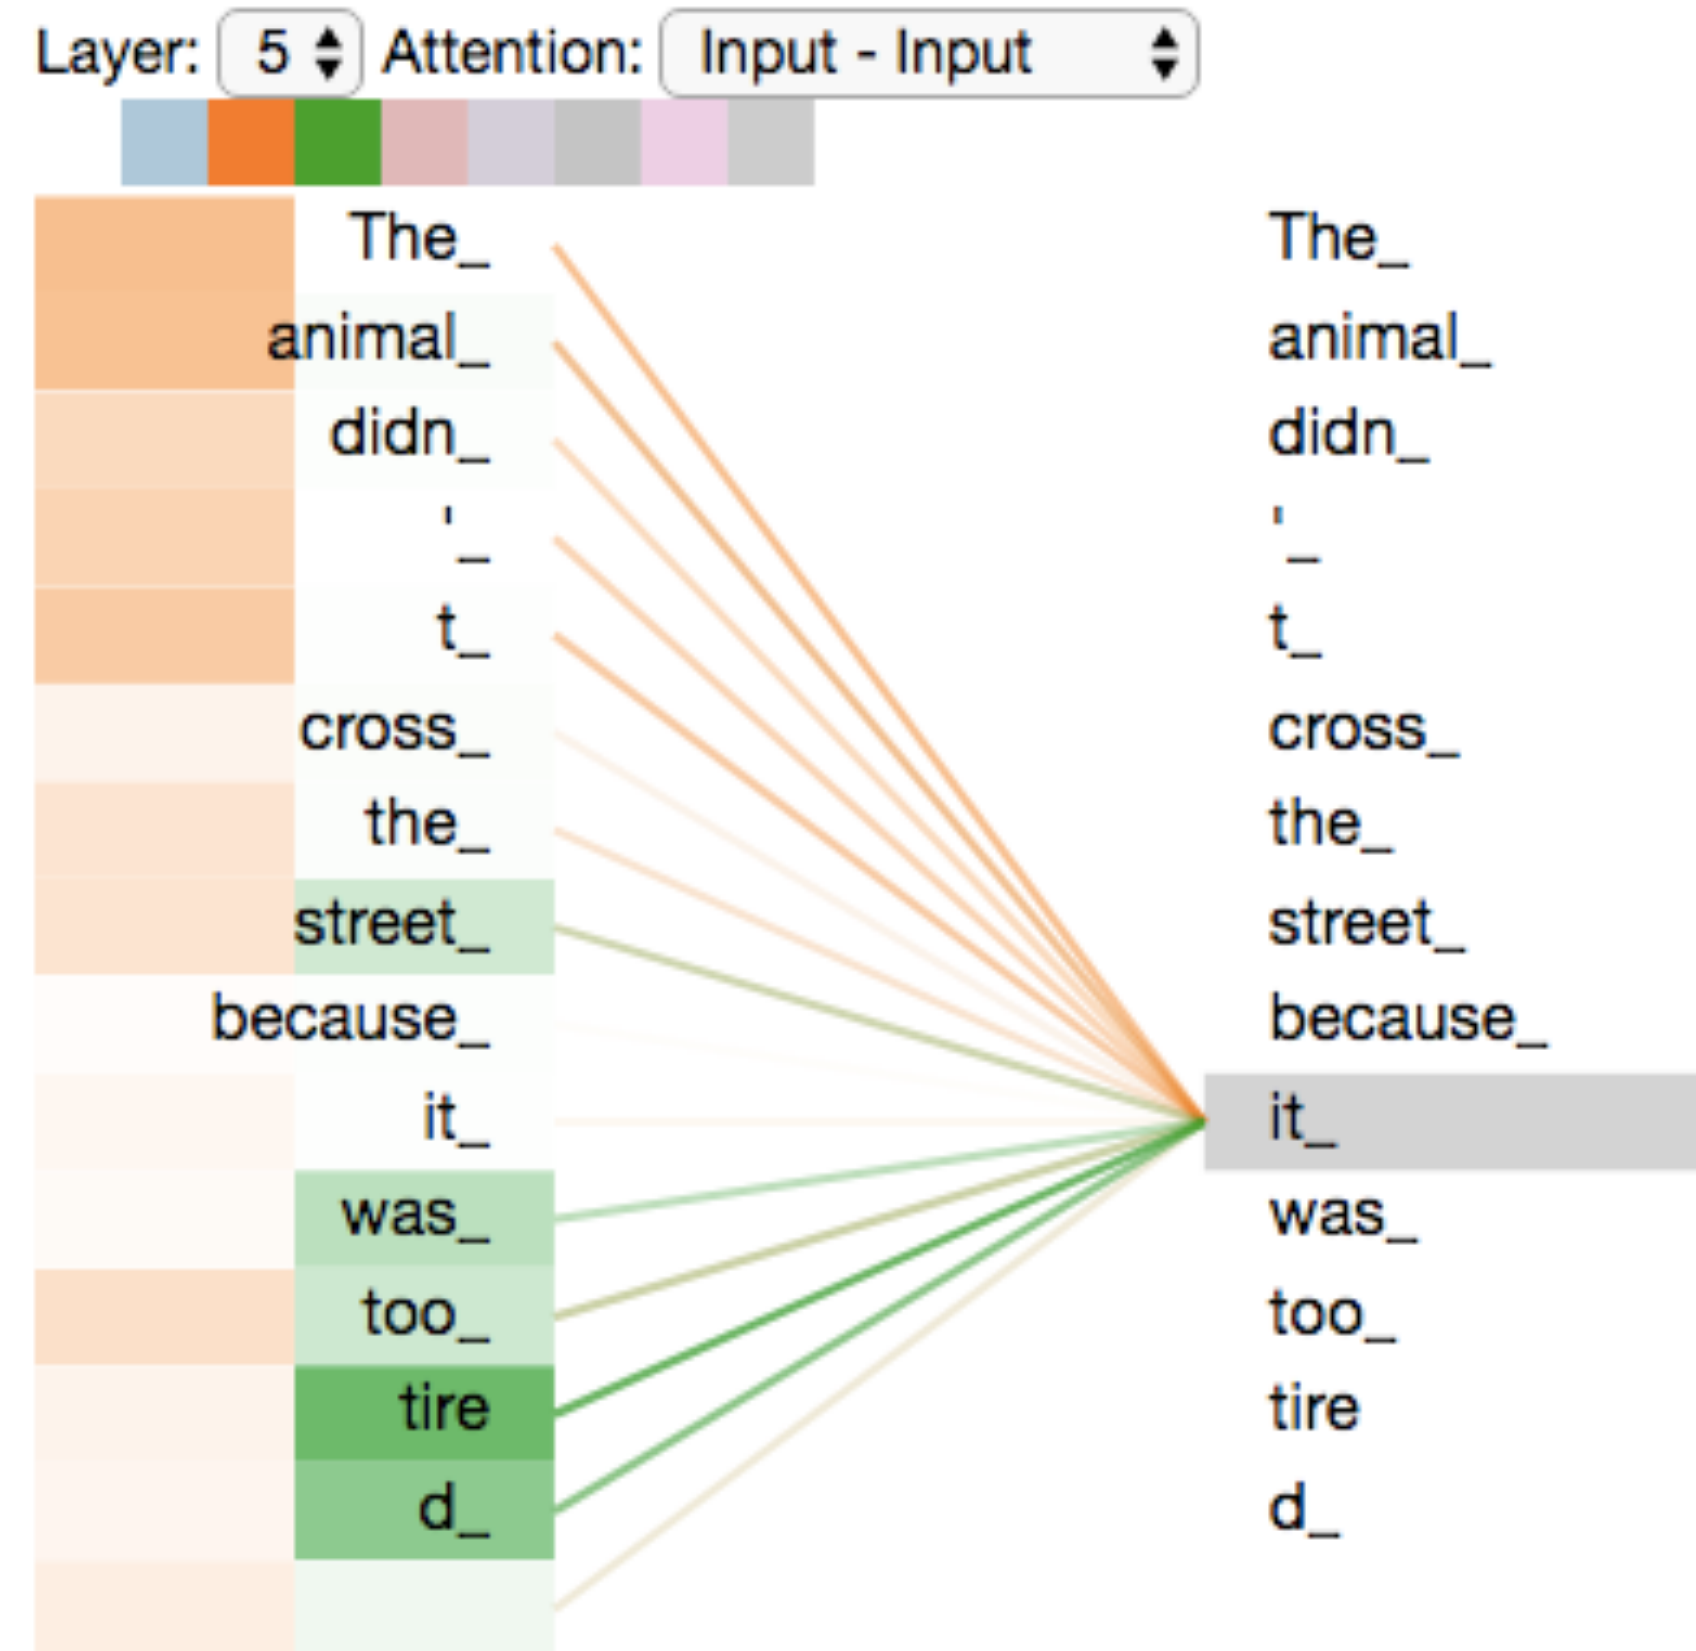 Layer: 5 Attention: Input - Input
The_ The_
animal_ animal_
didn_ didn_
'_ '_
t_ t_
cross_ cross_
the_ the_
street_ street_
because_ because_
it_ it_
was_ was_
too_ too_
tire tire
d_ d_